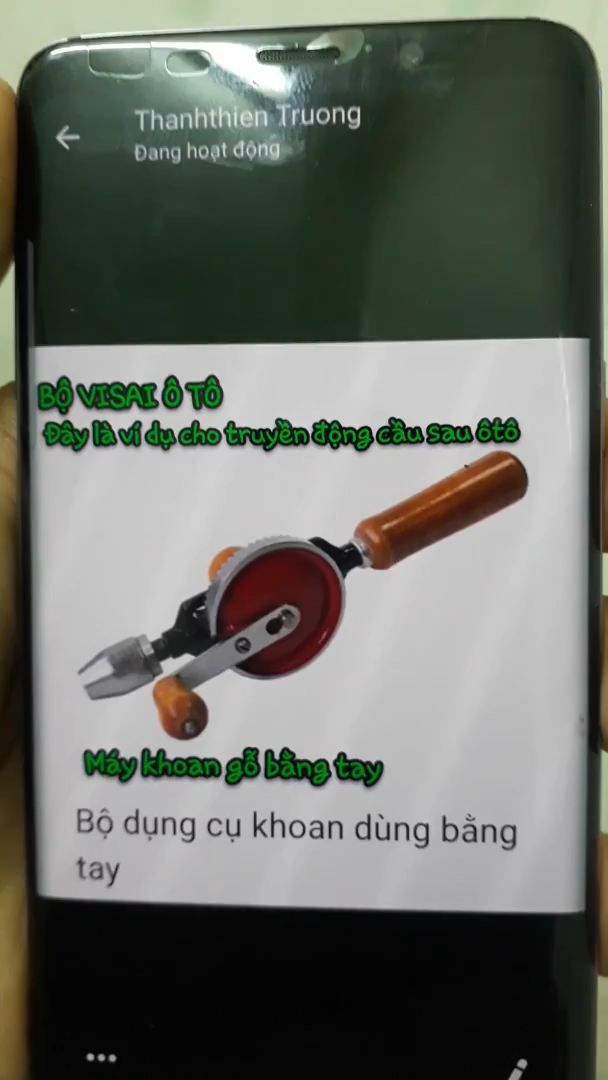 Thanhthien Truong
Đang hoạt động
BỘ VISAI Ô TÔ
Đây là ví dụ cho truyền động cầu sau ôtô
Máy khoan gỗ bằng tay
Bộ dụng cụ khoan dùng bằng
tay